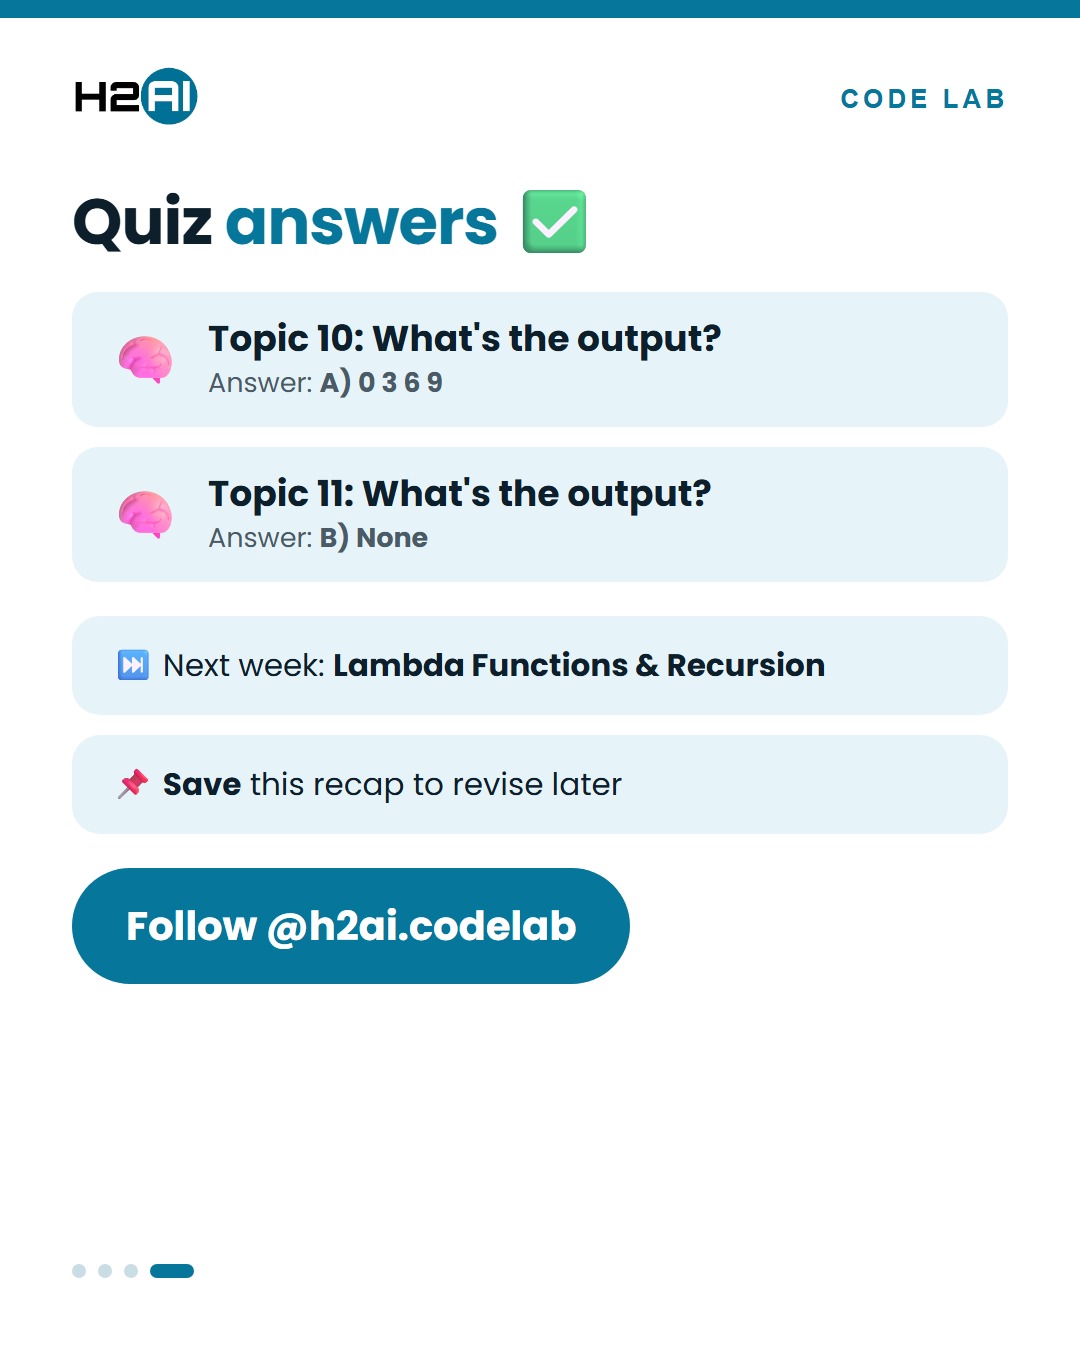 H2AI
CODE LAB
Quiz answers ✅
🧠 Topic 10: What's the output?
Answer: A) 0 3 6 9
🧠 Topic 11: What's the output?
Answer: B) None
⏭️ Next week: Lambda Functions & Recursion
📌 Save this recap to revise later
Follow @h2ai.codelab